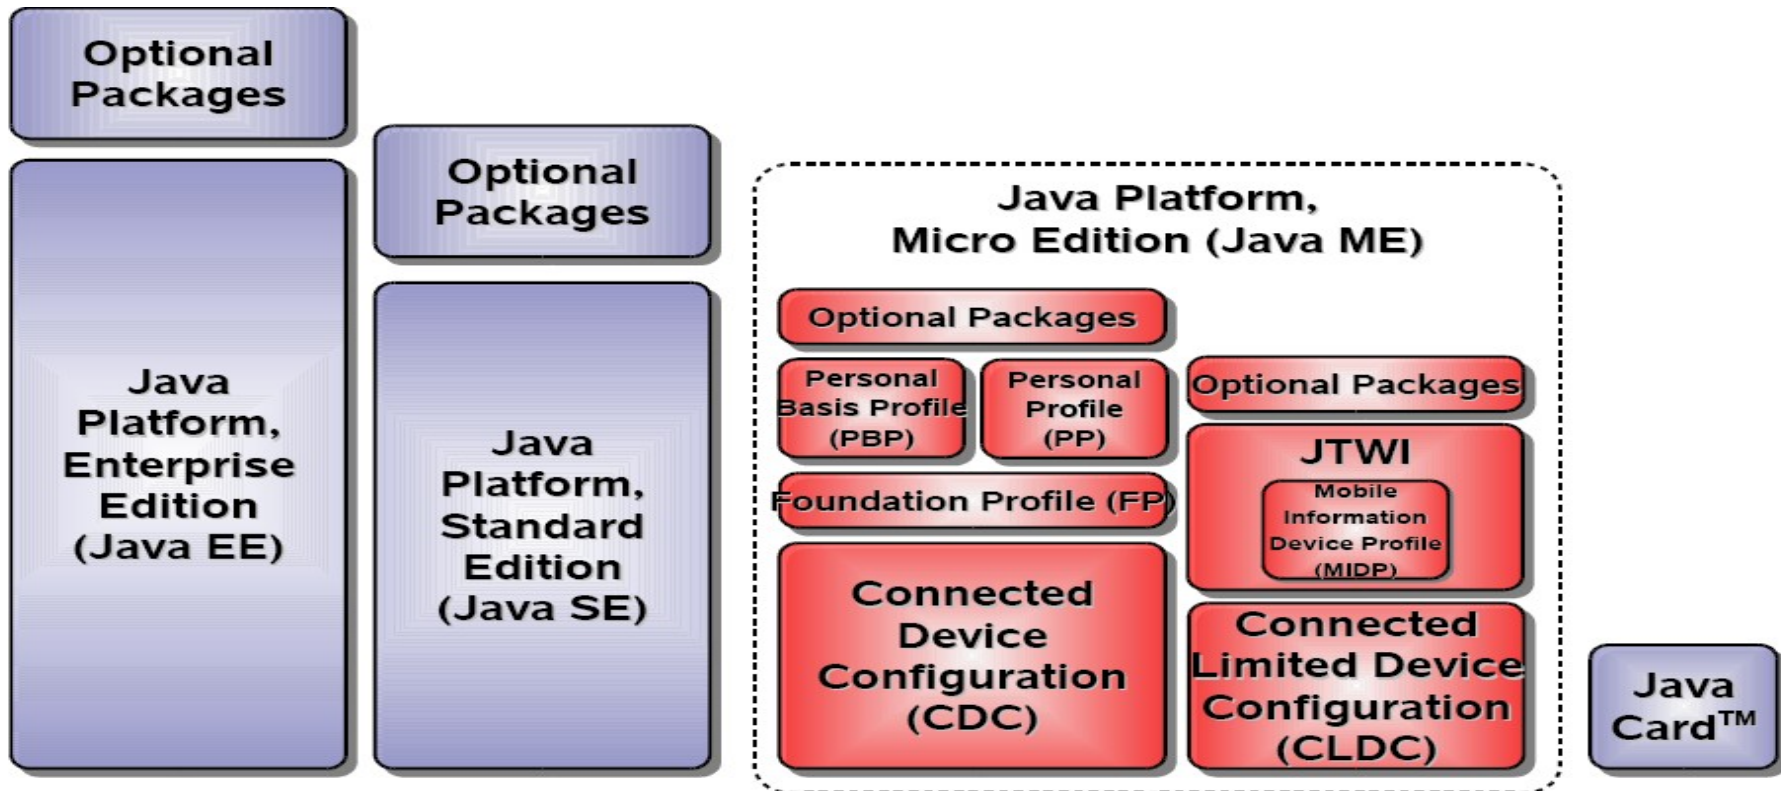 Optional
Packages
Java
Platform,
Enterprise
Edition
(Java EE)
Optional
Packages
Java
Platform,
Standard
Edition
(Java SE)
Java Platform,
Micro Edition (Java ME)
Optional Packages
Personal
Basis Profile
(PBP)
Personal
Profile
(PP)
Foundation Profile (FP)
Connected
Device
Configuration
(CDC)
Optional Packages
JTWI
Mobile
Information
Device Profile
(MIDP)
Connected
Limited Device
Configuration
(CLDC)
Java
Card™